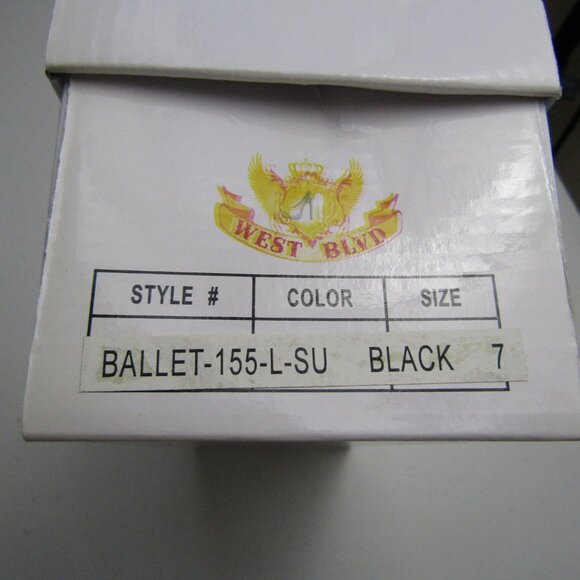 WEST BLVD
STYLE # COLOR SIZE
BALLET-155-L-SU BLACK 7